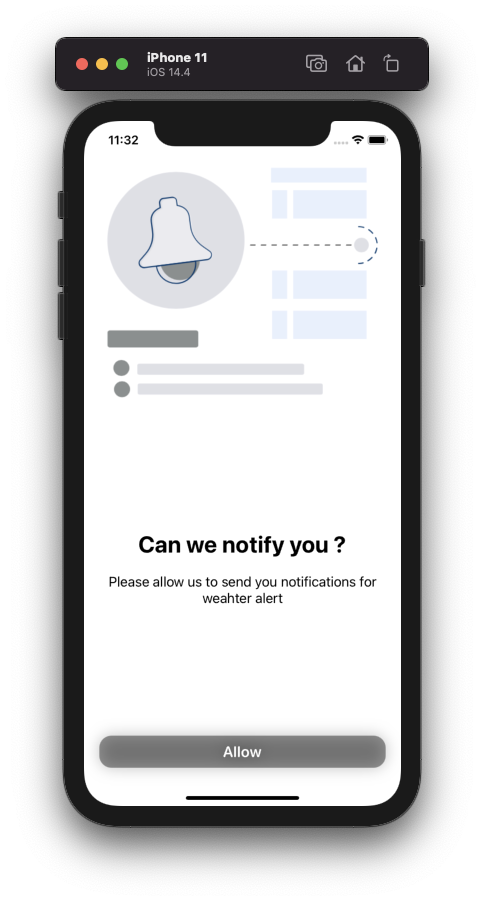 iPhone 11
iOS 14.4
11:32
Can we notify you ?
Please allow us to send you notifications for
weahter alert
Allow